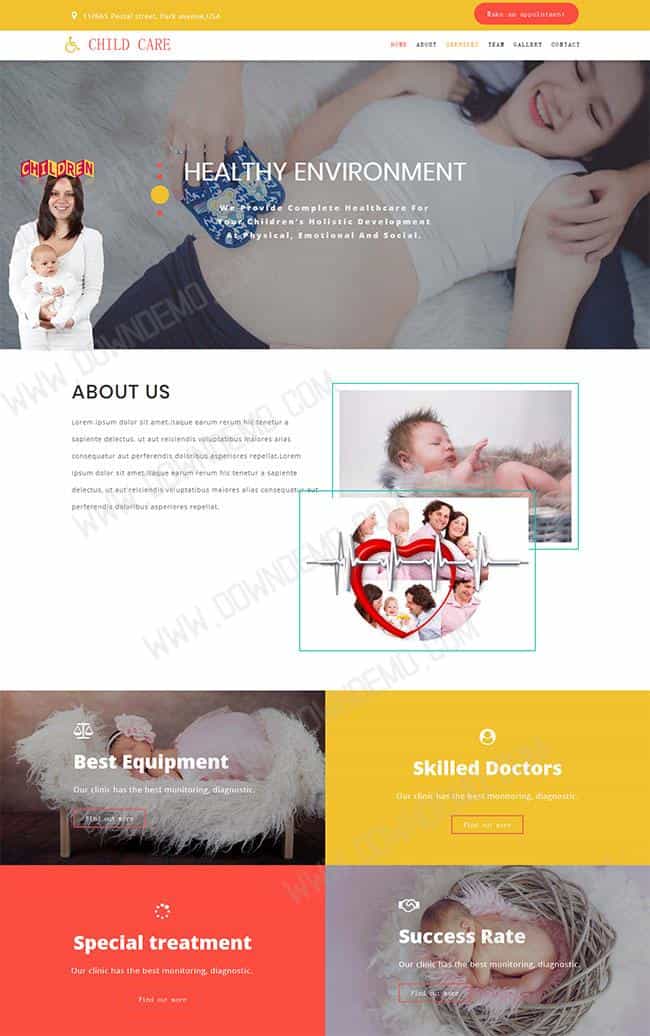 115665 Postal street, Park avenue,USA
Make an appointment
CHILD CARE
HOME ABOUT SERVICES TEAM GALLERY CONTACT
CHILDREN
HEALTHY ENVIRONMENT
We Provide Complete Healthcare For
Your Children's Holistic Development
At Physical, Emotional And Social.
ABOUT US
Lorem ipsum dolor sit amet,Itaque earum rerum hic tenetur a
sapiente delectus, ut aut reiciendis voluptatibus maiores alias
consequatur aut perferendis doloribus asperiores repellat.Lorem
ipsum dolor sit amet,Itaque earum rerum hic tenetur a sapiente
delectus, ut aut reiciendis voluptatibus maiores alias consequatur aut
perferendis doloribus asperiores repellat.
Best Equipment
Our clinic has the best monitoring, diagnostic.
Find out more
Skilled Doctors
Our clinic has the best monitoring, diagnostic.
Find out more
Special treatment
Our clinic has the best monitoring, diagnostic.
Find out more
Success Rate
Our clinic has the best monitoring, diagnostic.
Find out more
WWW.DOWNDEMO.COM
WWW.DOWNDEMO.COM
WWW.DOWNDEMO.COM
WWW.DOWNDEMO.COM